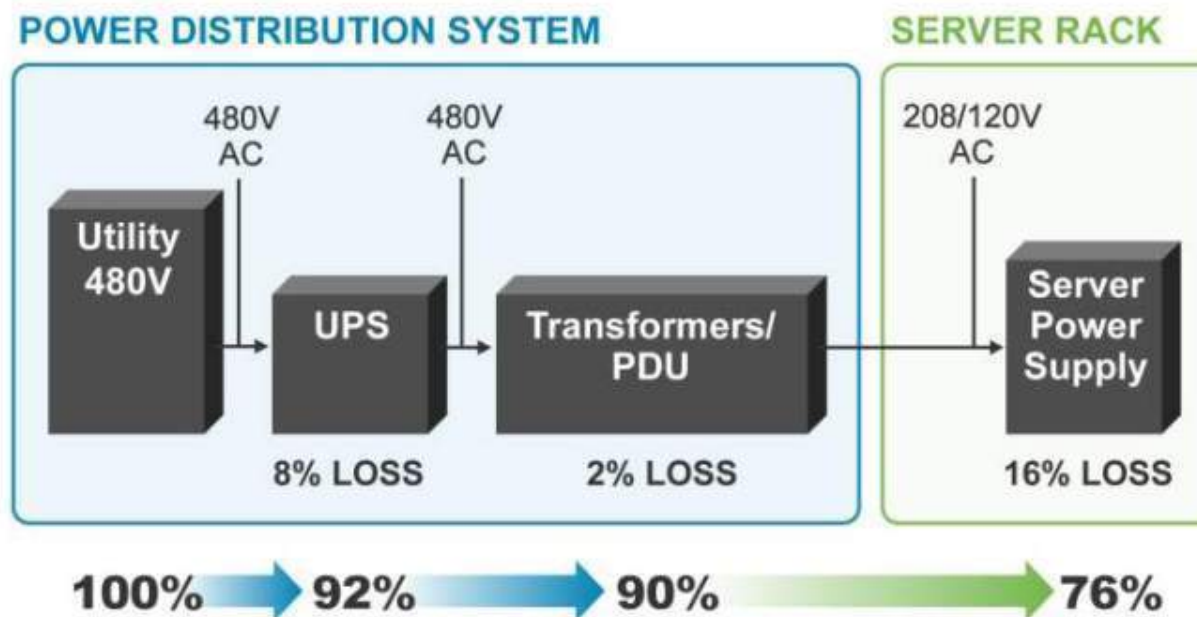 POWER DISTRIBUTION SYSTEM
SERVER RACK
480V
AC
480V
AC
208/120V
AC
Utility
480V
UPS
Transformers/
PDU
Server
Power
Supply
8% LOSS
2% LOSS
16% LOSS
100%
92%
90%
76%